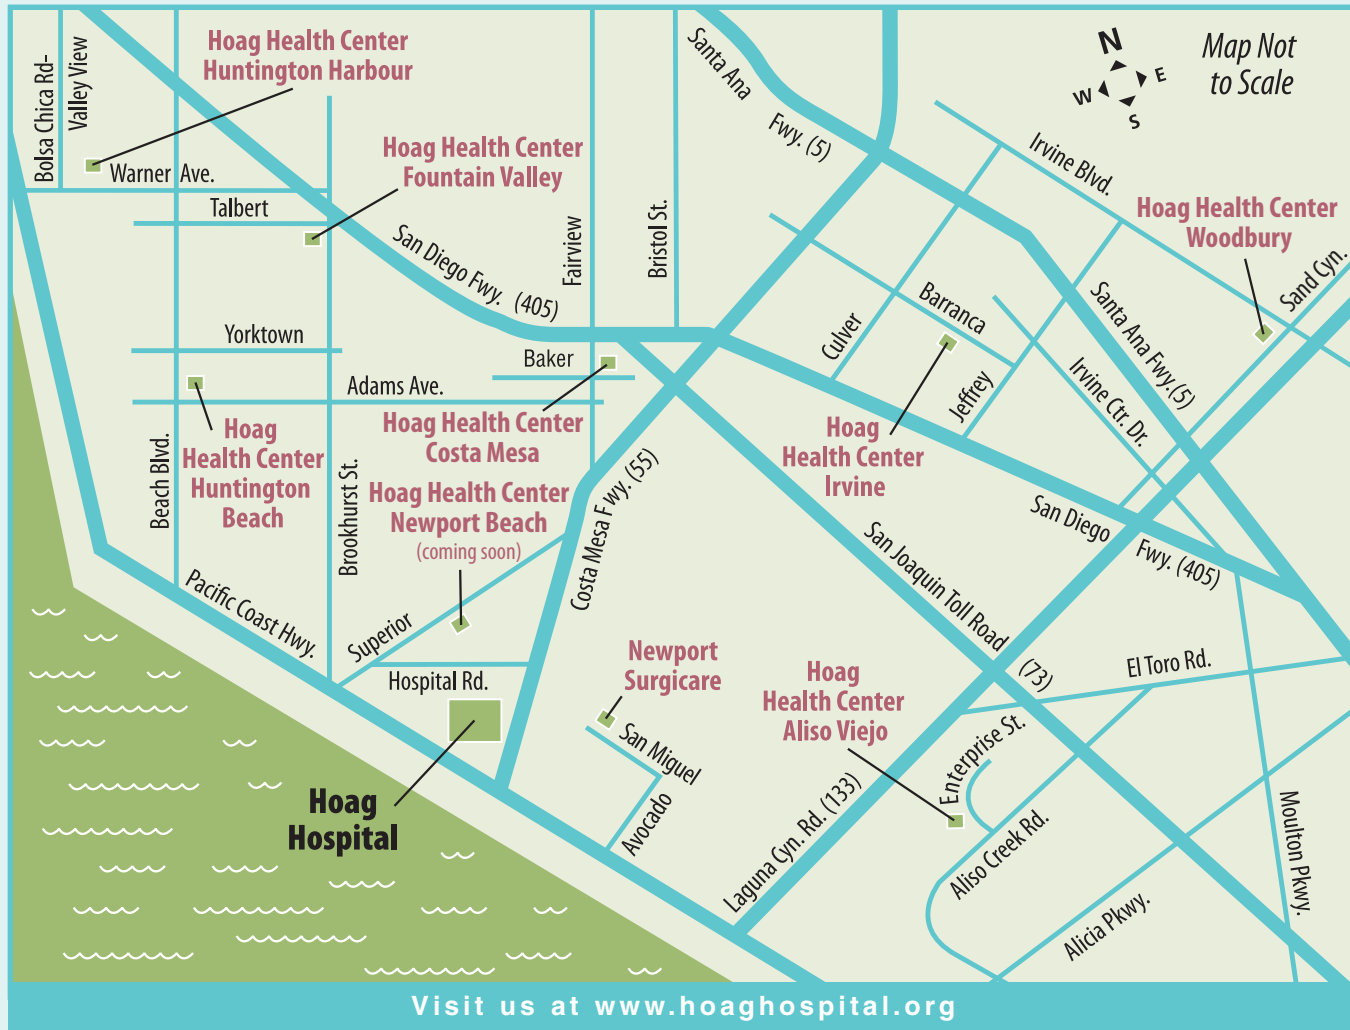 Hoag Health Center
Huntington Harbour
Bolsa Chica Rd-
Valley View
Warner Ave.
Talbert
Hoag Health Center
Fountain Valley
San Diego Fwy. (405)
Fairview
Bristol St.
Santa Ana
Fwy. (5)
N
E
W
S
Map Not
to Scale
Irvine Blvd.
Hoag Health Center
Woodbury
Sand Cyn.
Yorktown
Baker
Adams Ave.
Culver
Barranca
Jeffrey
Irvine Ctr. Dr.
Santa Ana Fwy.(5)
Hoag
Health Center
Huntington
Beach
Beach Blvd.
Brookhurst St.
Hoag Health Center
Costa Mesa
Hoag Health Center
Newport Beach
(coming soon)
Costa Mesa Fwy. (55)
Hoag
Health Center
Irvine
San Diego
Fwy. (405)
San Joaquin Toll Road
(73)
Pacific Coast Hwy.
Superior
Hospital Rd.
Newport
Surgicare
San Miguel
Avocado
Hoag
Health Center
Aliso Viejo
El Toro Rd.
Enterprise St.
Laguna Cyn. Rd. (133)
Aliso Creek Rd.
Alicia Pkwy.
Moulton Pkwy.
Hoag
Hospital
Visit us at www.hoaghospital.org